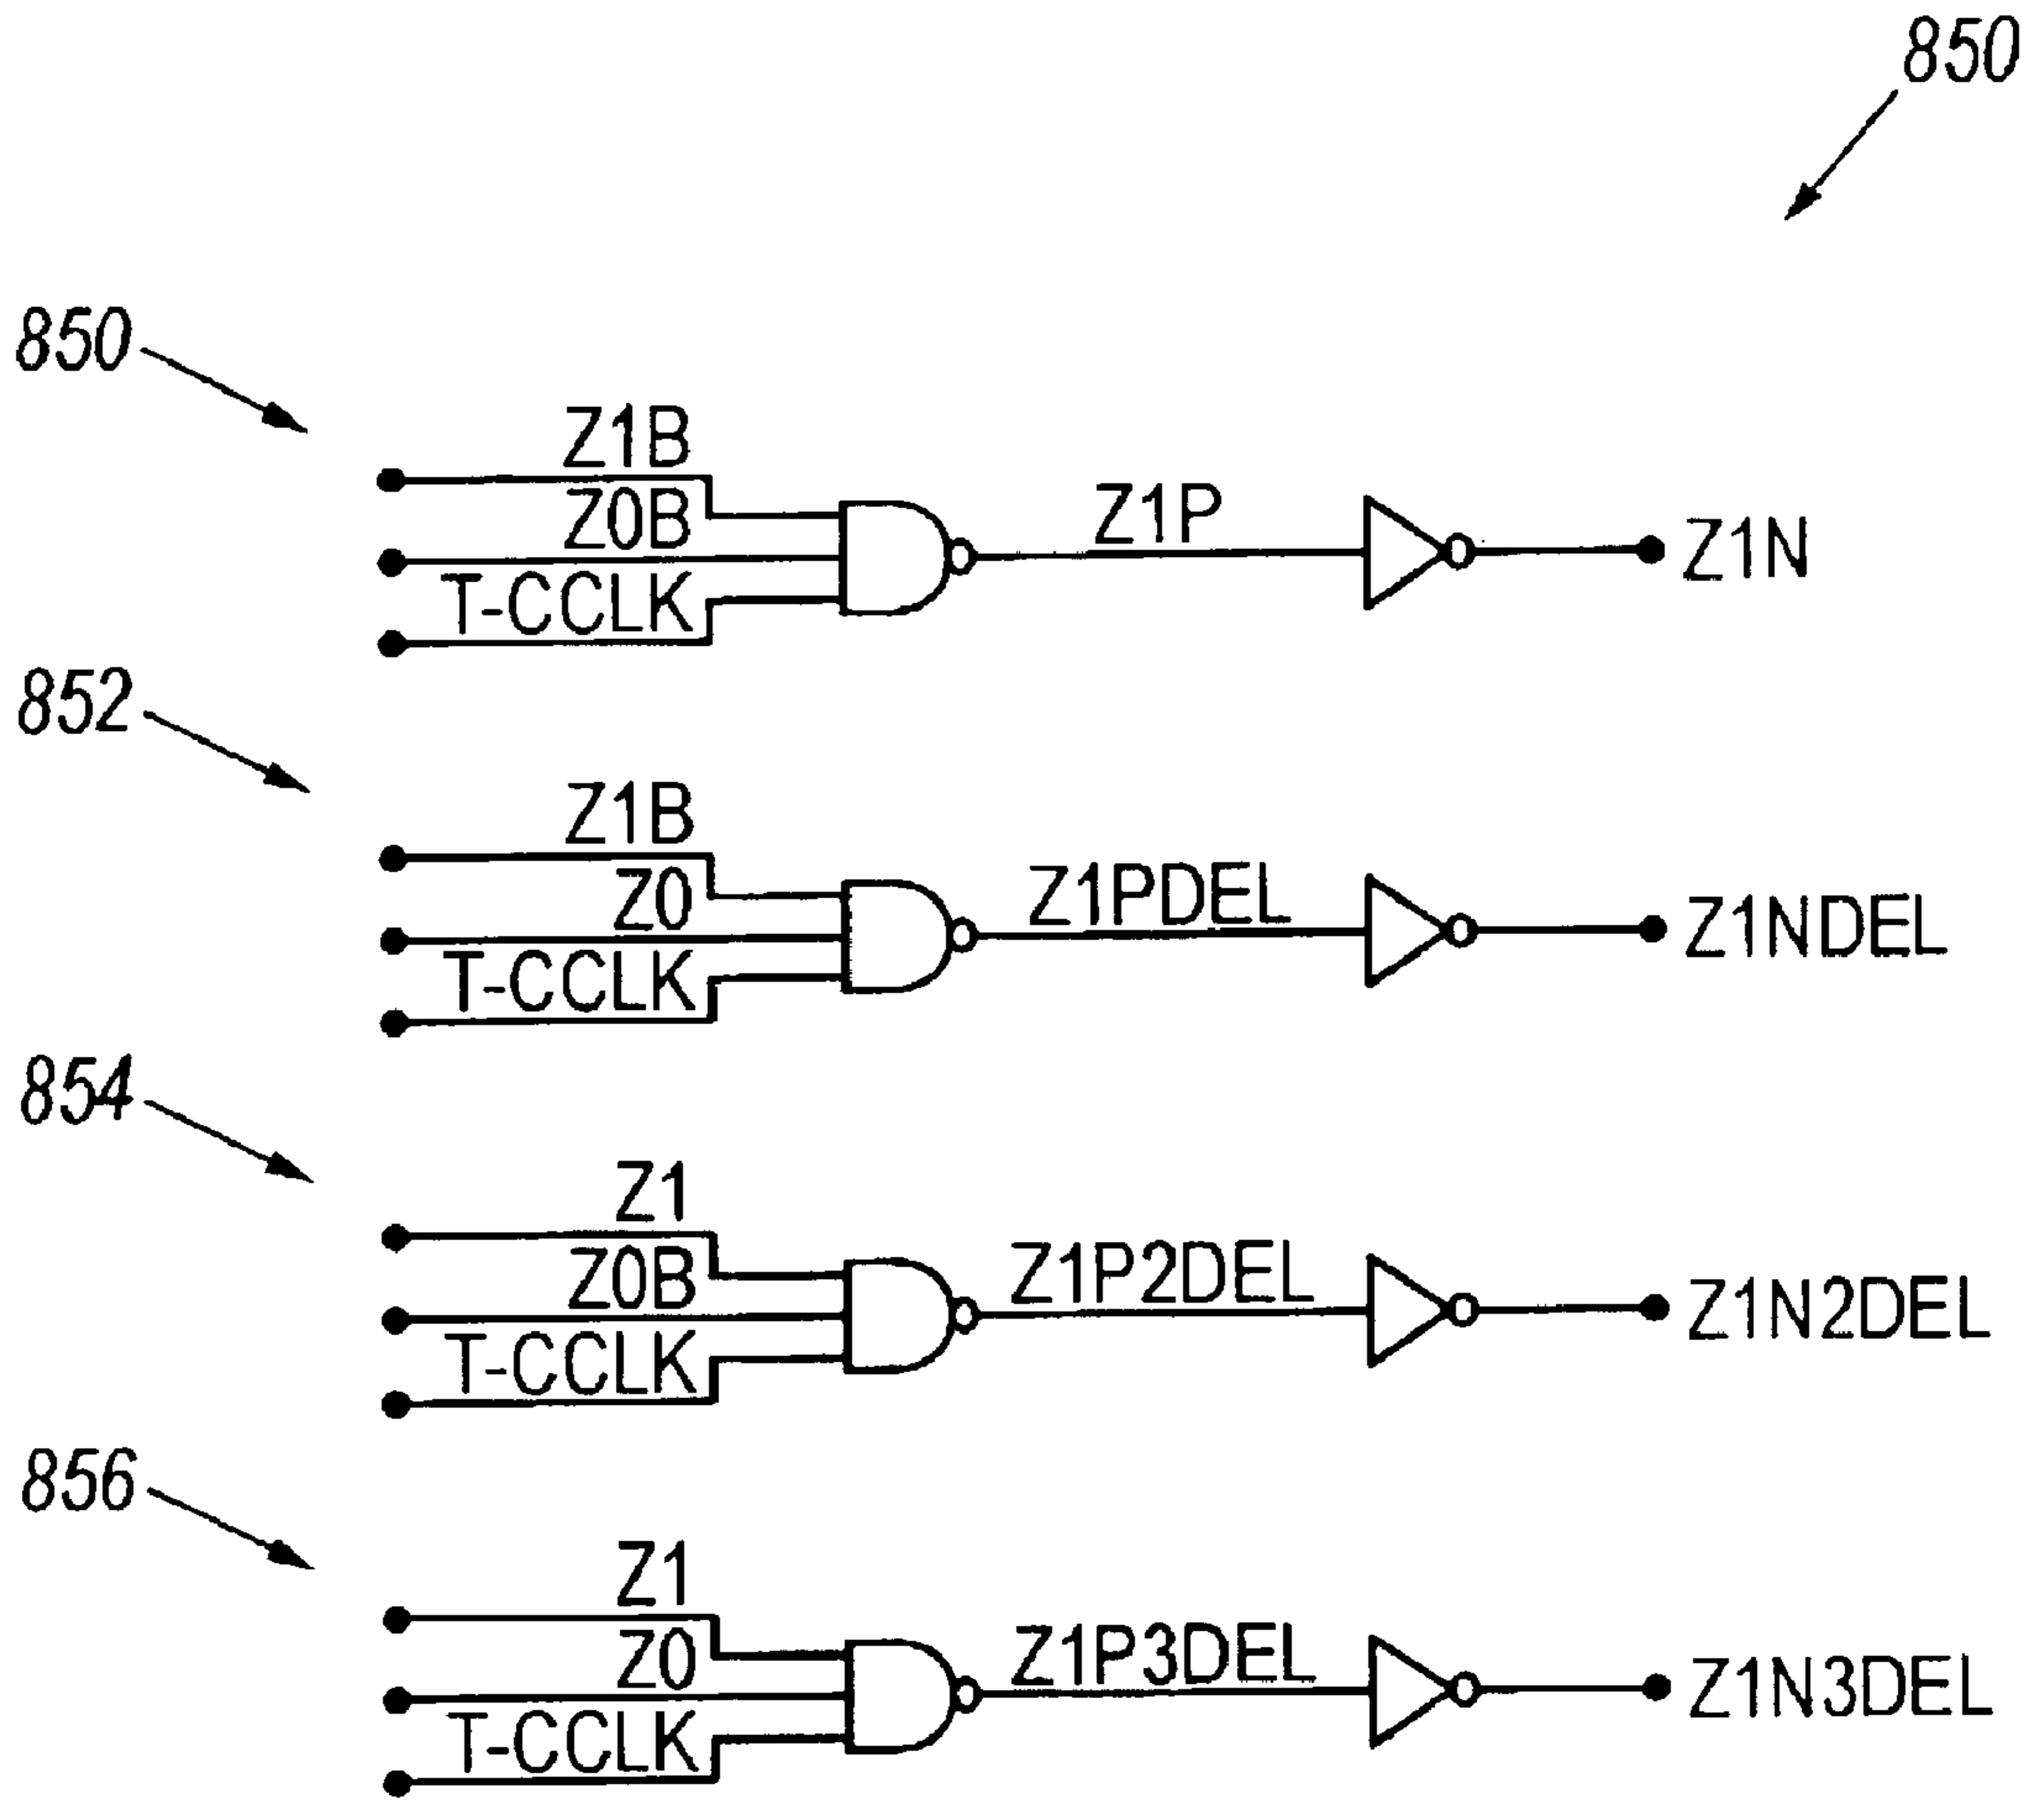 850
850
Z1B
Z0B
T-CCLK
Z1P
Z1N
852
Z1B
Z0
T-CCLK
Z1PDEL
Z1NDEL
854
Z1
Z0B
T-CCLK
Z1P2DEL
Z1N2DEL
856
Z1
Z0
T-CCLK
Z1P3DEL
Z1N3DEL